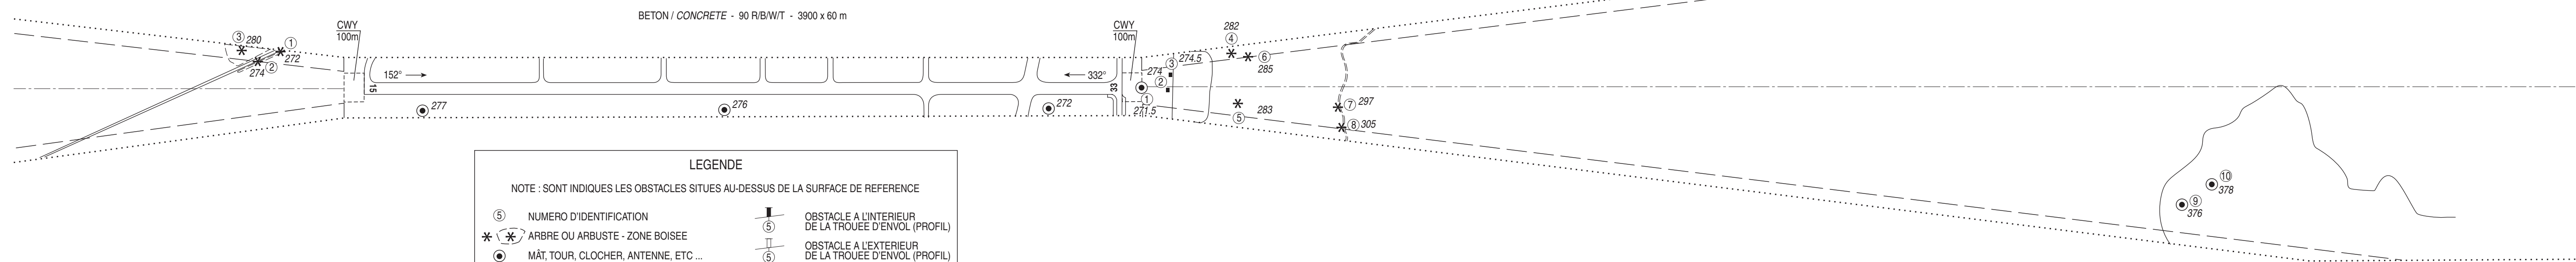 BETON / CONCRETE - 90 R/B/W/T - 3900 x 60 m
CWY
100m
CWY
100m
3 280
1
272
2
274
152°
15
332°
33
277
276
272
274
3 274.5
2
1
271.5
282
4
6
285
283
5
7 297
8 305
10
378
9
376
LEGENDE
NOTE : SONT INDIQUES LES OBSTACLES SITUES AU-DESSUS DE LA SURFACE DE REFERENCE
5 NUMERO D'IDENTIFICATION
ARBRE OU ARBUSTE - ZONE BOISEE
MÂT, TOUR, CLOCHER, ANTENNE, ETC ...
5 OBSTACLE A L'INTERIEUR
DE LA TROUEE D'ENVOL (PROFIL)
5 OBSTACLE A L'EXTERIEUR
DE LA TROUEE D'ENVOL (PROFIL)